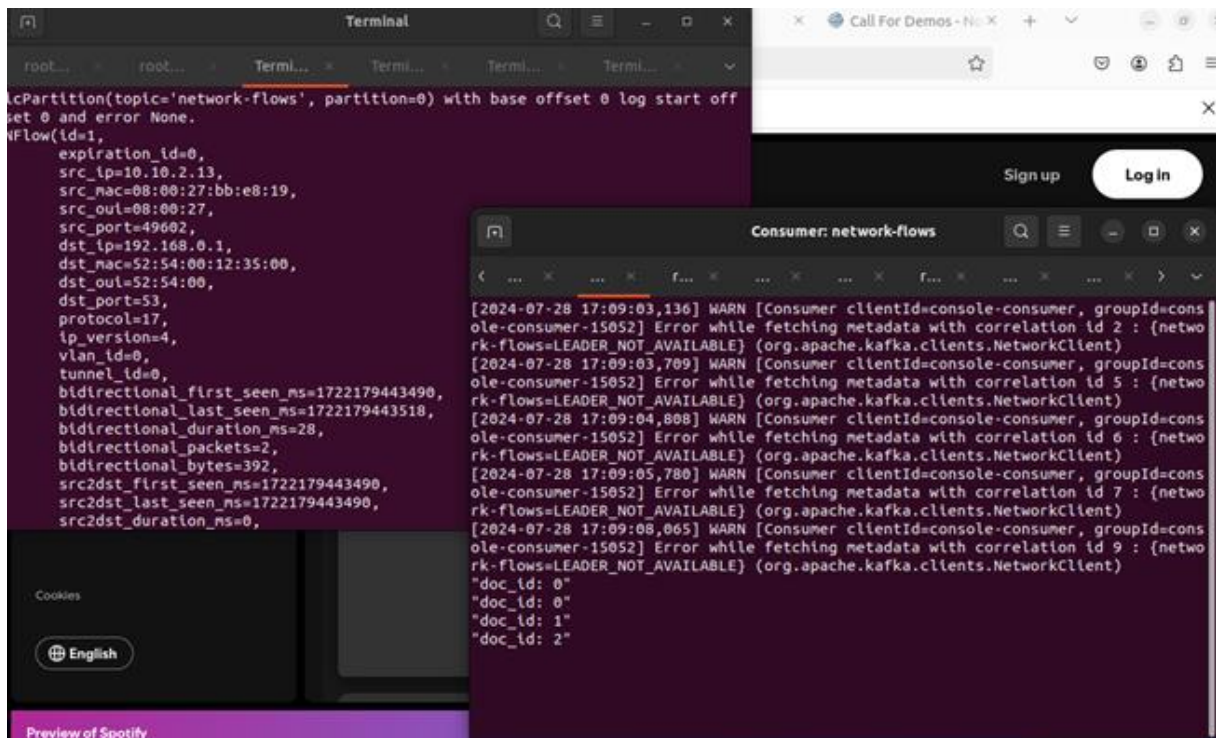 Terminal
Call For Demos - No
root...
root...
Termi...
Termi...
Termi...
Termi...
icPartition(topic='network-flows', partition=0) with base offset 0 log start off
set 0 and error None.
NFlow(id=1,
expiration_id=0,
src_ip=10.10.2.13,
src_mac=08:00:27:bb:e8:19,
src_oui=08:00:27,
src_port=49602,
dst_ip=192.168.0.1,
dst_mac=52:54:00:12:35:00,
dst_oui=52:54:00,
dst_port=53,
protocol=17,
ip_version=4,
vlan_id=0,
tunnel_id=0,
bidirectional_first_seen_ms=1722179443490,
bidirectional_last_seen_ms=1722179443518,
bidirectional_duration_ms=28,
bidirectional_packets=2,
bidirectional_bytes=392,
src2dst_first_seen_ms=1722179443490,
src2dst_last_seen_ms=1722179443490,
src2dst_duration_ms=0,
Sign up
Log in
Consumer: network-flows
...
...
r...
...
...
r...
...
...
[2024-07-28 17:09:03,136] WARN [Consumer clientId=console-consumer, groupId=cons
ole-consumer-15052] Error while fetching metadata with correlation id 2 : {netwo
rk-flows=LEADER_NOT_AVAILABLE} (org.apache.kafka.clients.NetworkClient)
[2024-07-28 17:09:03,709] WARN [Consumer clientId=console-consumer, groupId=cons
ole-consumer-15052] Error while fetching metadata with correlation id 5 : {netwo
rk-flows=LEADER_NOT_AVAILABLE} (org.apache.kafka.clients.NetworkClient)
[2024-07-28 17:09:04,808] WARN [Consumer clientId=console-consumer, groupId=cons
ole-consumer-15052] Error while fetching metadata with correlation id 6 : {netwo
rk-flows=LEADER_NOT_AVAILABLE} (org.apache.kafka.clients.NetworkClient)
[2024-07-28 17:09:05,780] WARN [Consumer clientId=console-consumer, groupId=cons
ole-consumer-15052] Error while fetching metadata with correlation id 7 : {netwo
rk-flows=LEADER_NOT_AVAILABLE} (org.apache.kafka.clients.NetworkClient)
[2024-07-28 17:09:08,065] WARN [Consumer clientId=console-consumer, groupId=cons
ole-consumer-15052] Error while fetching metadata with correlation id 9 : {netwo
rk-flows=LEADER_NOT_AVAILABLE} (org.apache.kafka.clients.NetworkClient)
"doc_id: 0"
"doc_id: 0"
"doc_id: 1"
"doc_id: 2"
Cookies
English
Preview of Spotify